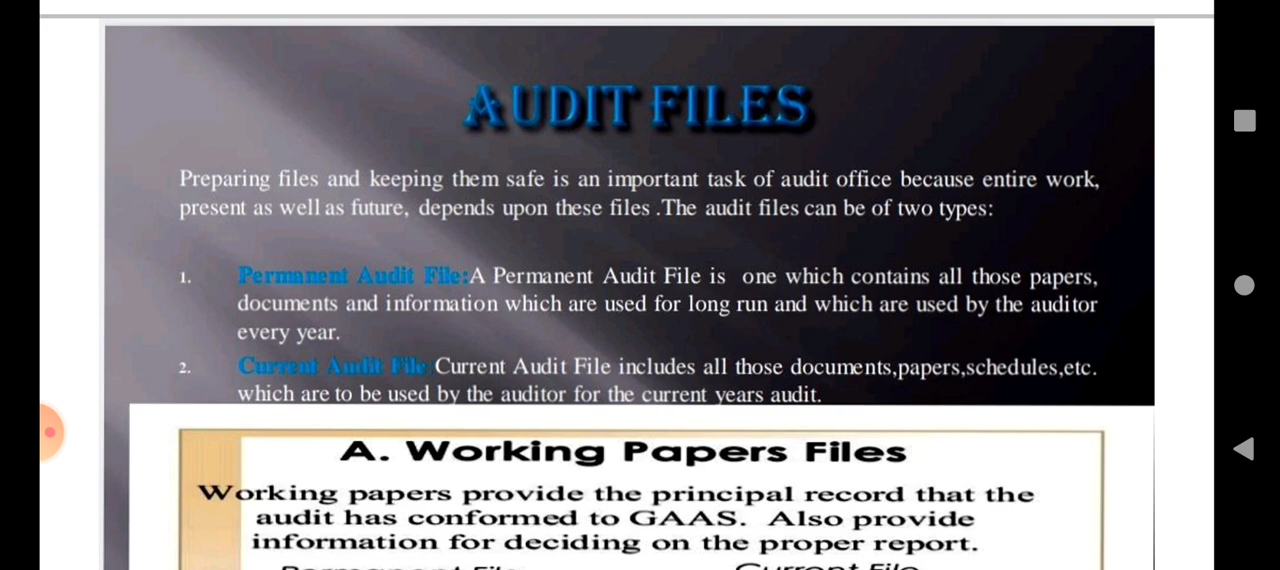 AUDIT FILES
Preparing files and keeping them safe is an important task of audit office because entire work,
present as well as future, depends upon these files .The audit files can be of two types:
1. Permanent Audit File:A Permanent Audit File is one which contains all those papers,
documents and information which are used for long run and which are used by the auditor
every year.
2. Current Audit File Current Audit File includes all those documents,papers,schedules,etc.
which are to be used by the auditor for the current years audit.
A. Working Papers Files
Working papers provide the principal record that the
audit has conformed to GAAS. Also provide
information for deciding on the proper report.